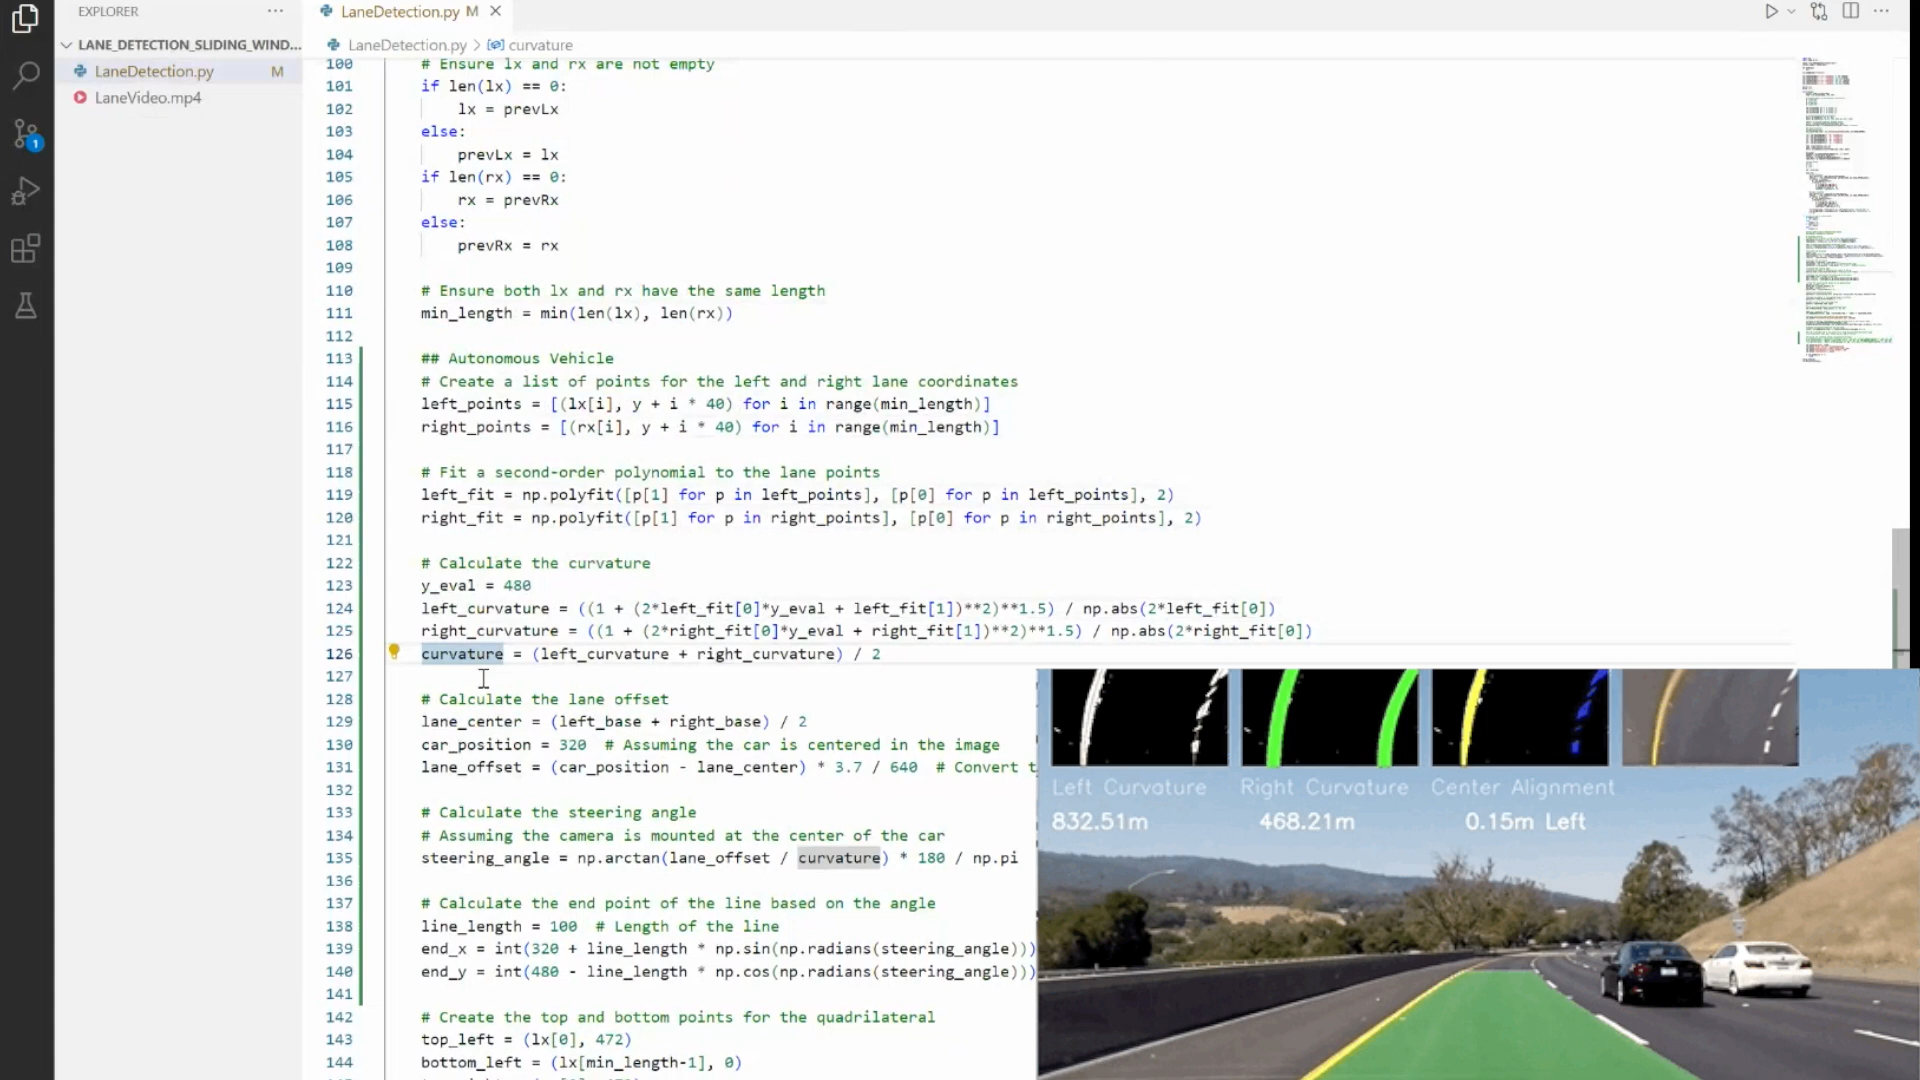 EXPLORER
LANE_DETECTION_SLIDING_WIND...
LaneDetection.py M
LaneVideo.mp4
1
LaneDetection.py M
LaneDetection.py > curvature
100 # Ensure lx and rx are not empty
101 if len(lx) == 0:
102 lx = prevLx
103 else:
104 prevLx = lx
105 if len(rx) == 0:
106 rx = prevRx
107 else:
108 prevRx = rx
109
110 # Ensure both lx and rx have the same length
111 min_length = min(len(lx), len(rx))
112
113 ## Autonomous Vehicle
114 # Create a list of points for the left and right lane coordinates
115 left_points = [(lx[i], y + i * 40) for i in range(min_length)]
116 right_points = [(rx[i], y + i * 40) for i in range(min_length)]
117
118 # Fit a second-order polynomial to the lane points
119 left_fit = np.polyfit([p[1] for p in left_points], [p[0] for p in left_points], 2)
120 right_fit = np.polyfit([p[1] for p in right_points], [p[0] for p in right_points], 2)
121
122 # Calculate the curvature
123 y_eval = 480
124 left_curvature = ((1 + (2*left_fit[0]*y_eval + left_fit[1])**2)**1.5) / np.abs(2*left_fit[0])
125 right_curvature = ((1 + (2*right_fit[0]*y_eval + right_fit[1])**2)**1.5) / np.abs(2*right_fit[0])
126 curvature = (left_curvature + right_curvature) / 2
127
128 # Calculate the lane offset
129 lane_center = (left_base + right_base) / 2
130 car_position = 320 # Assuming the car is centered in the image
131 lane_offset = (car_position - lane_center) * 3.7 / 640 # Convert t
132
133 # Calculate the steering angle
134 # Assuming the camera is mounted at the center of the car
135 steering_angle = np.arctan(lane_offset / curvature) * 180 / np.pi
136
137 # Calculate the end point of the line based on the angle
138 line_length = 100 # Length of the line
139 end_x = int(320 + line_length * np.sin(np.radians(steering_angle)))
140 end_y = int(480 - line_length * np.cos(np.radians(steering_angle)))
141
142 # Create the top and bottom points for the quadrilateral
143 top_left = (lx[0], 472)
144 bottom_left = (lx[min_length-1], 0)
Left Curvature Right Curvature Center Alignment
832.51m 468.21m 0.15m Left